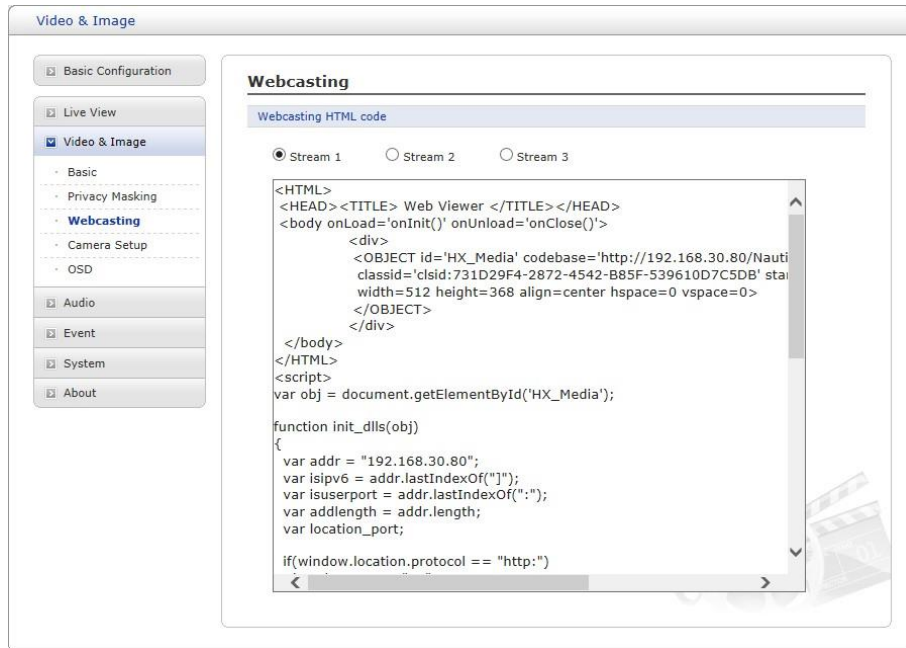 Video & Image
Basic Configuration
Live View
Video & Image
Basic
Privacy Masking
Webcasting
Camera Setup
OSD
Audio
Event
System
About
Webcasting
Webcasting HTML code
Stream 1 Stream 2 Stream 3
<HTML>
<HEAD><TITLE> Web Viewer </TITLE></HEAD>
<body onLoad='onInit()' onUnload='onClose()'>
<div>
<OBJECT id='HX_Media' codebase='http://192.168.30.80/Nauti
classid='clsid:731D29F4-2872-4542-B85F-539610D7C5DB' sta
width=512 height=368 align=center hspace=0 vspace=0>
</OBJECT>
</div>
</body>
</HTML>
<script>
var obj = document.getElementById('HX_Media');
function init_dlls(obj)
{
var addr = "192.168.30.80";
var isipv6 = addr.lastIndexOf("]");
var isuserport = addr.lastIndexOf(":");
var addlength = addr.length;
var location_port;
if(window.location.protocol == "http:")